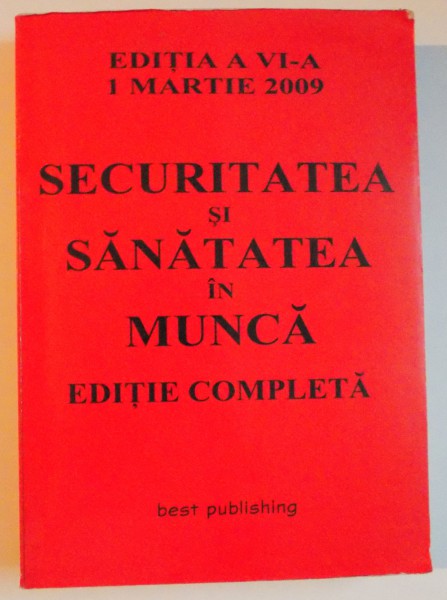 EDIȚIA A VI-A
1 MARTIE 2009
SECURITATEA
ȘI
SĂNĂTATEA
ÎN
MUNCĂ
EDIȚIE COMPLETĂ
best publishing